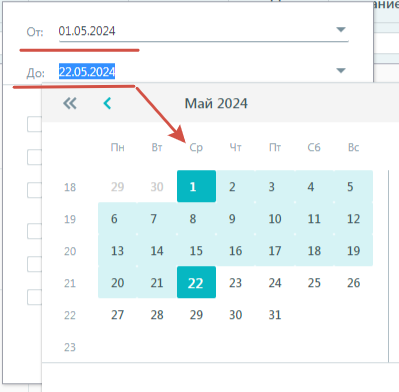 ание
От: 01.05.2024
До: 22.05.2024
Май 2024
Пн Вт Ср Чт Пт Сб Вс
18 29 30 1 2 3 4 5
19 6 7 8 9 10 11 12
20 13 14 15 16 17 18 19
21 20 21 22 23 24 25 26
22 27 28 29 30 31
23